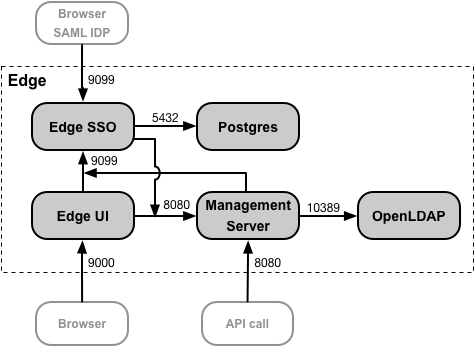 Browser
SAML IDP
9099
Edge
Edge SSO
5432
Postgres
9099
Edge UI
8080
Management
Server
10389
OpenLDAP
9000
8080
Browser
API call